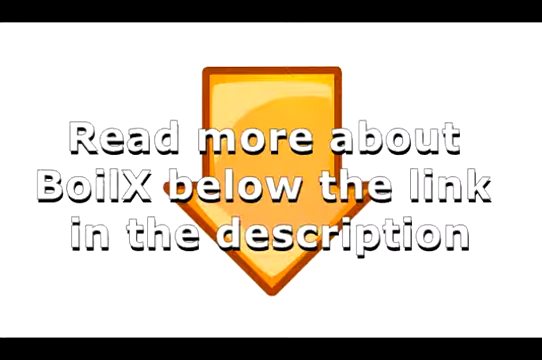 Read more about
BoilX below the link
in the description